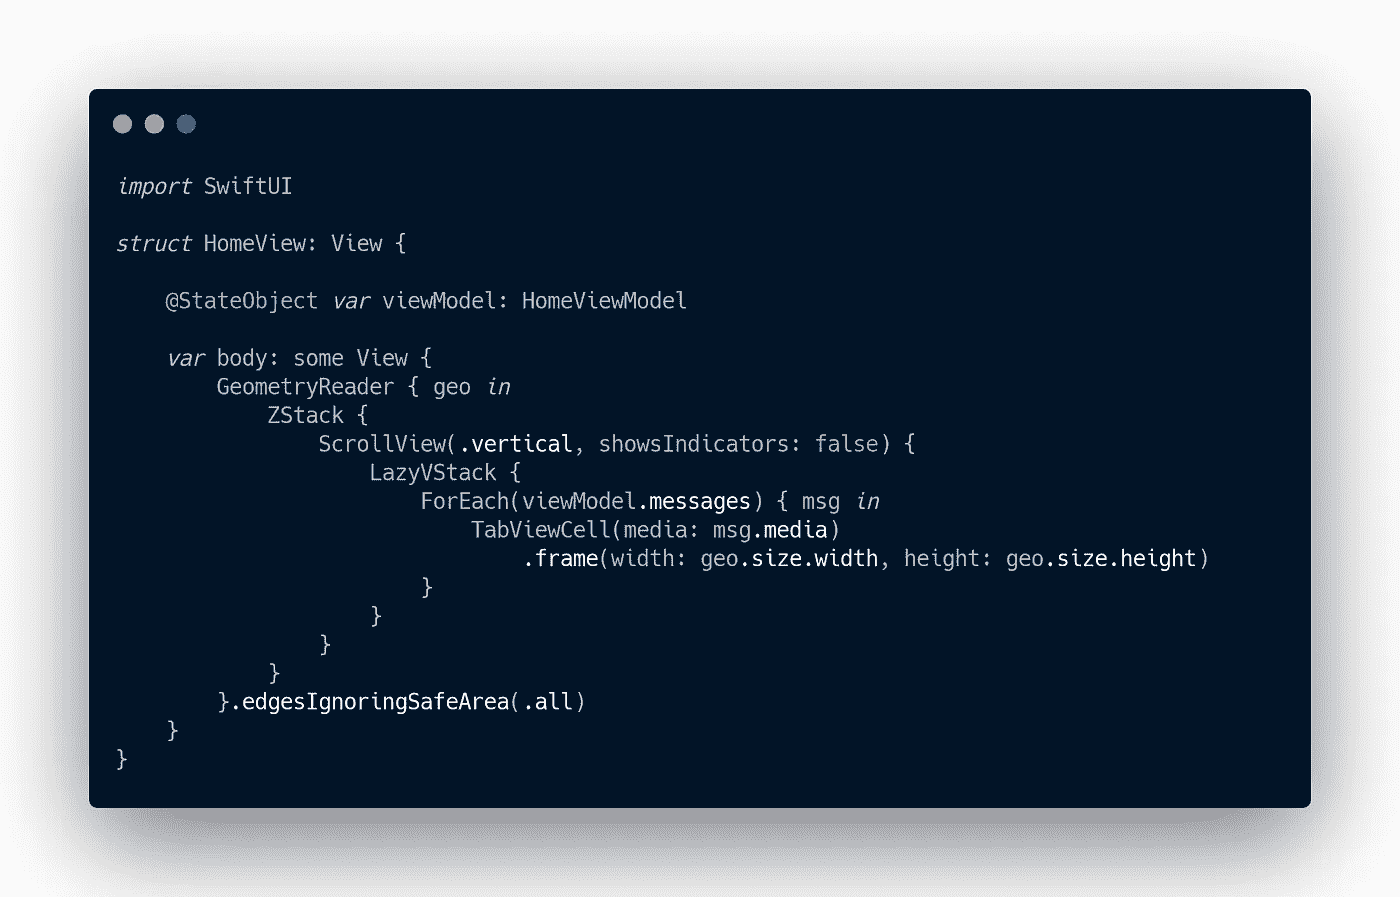 import SwiftUI
struct HomeView: View {
    @StateObject var viewModel: HomeViewModel
    var body: some View {
        GeometryReader { geo in
            ZStack {
                ScrollView(.vertical, showsIndicators: false) {
                    LazyVStack {
                        ForEach(viewModel.messages) { msg in
                            TabViewCell(media: msg.media)
                                .frame(width: geo.size.width, height: geo.size.height)
                        }
                    }
                }
            }
        }.edgesIgnoringSafeArea(.all)
    }
}